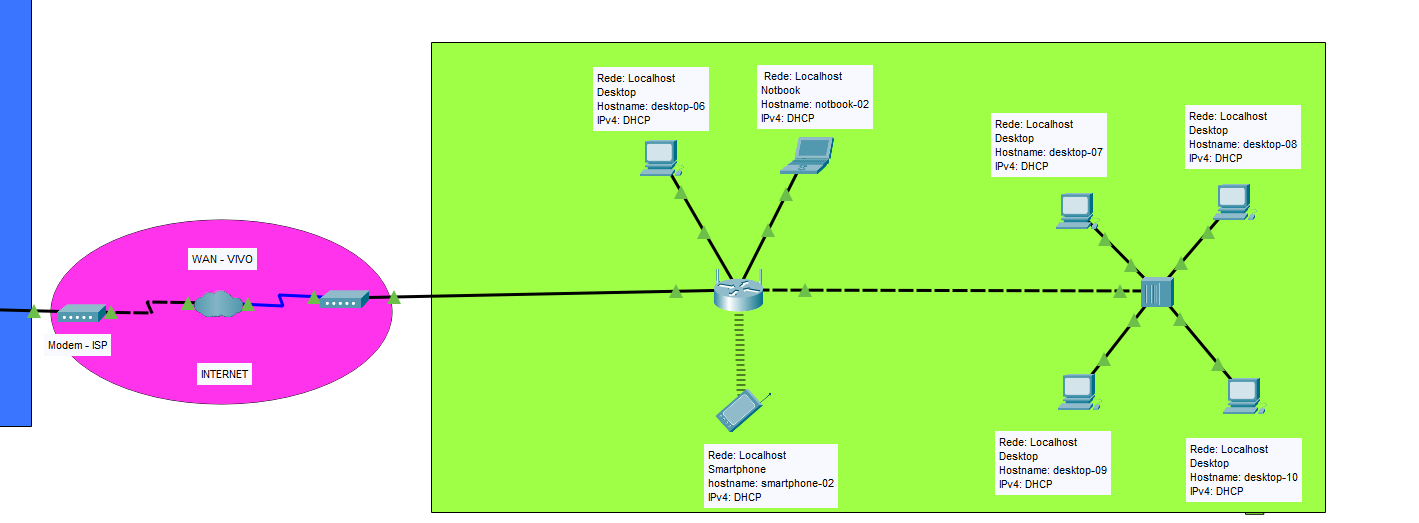 Rede: Localhost
Desktop
Hostname: desktop-06
IPv4: DHCP
Rede: Localhost
Notbook
Hostname: notbook-02
IPv4: DHCP
Rede: Localhost
Desktop
Hostname: desktop-07
IPv4: DHCP
Rede: Localhost
Desktop
Hostname: desktop-08
IPv4: DHCP
WAN - VIVO
Modem - ISP
INTERNET
Rede: Localhost
Smartphone
hostname: smartphone-02
IPv4: DHCP
Rede: Localhost
Desktop
Hostname: desktop-09
IPv4: DHCP
Rede: Localhost
Desktop
Hostname: desktop-10
IPv4: DHCP